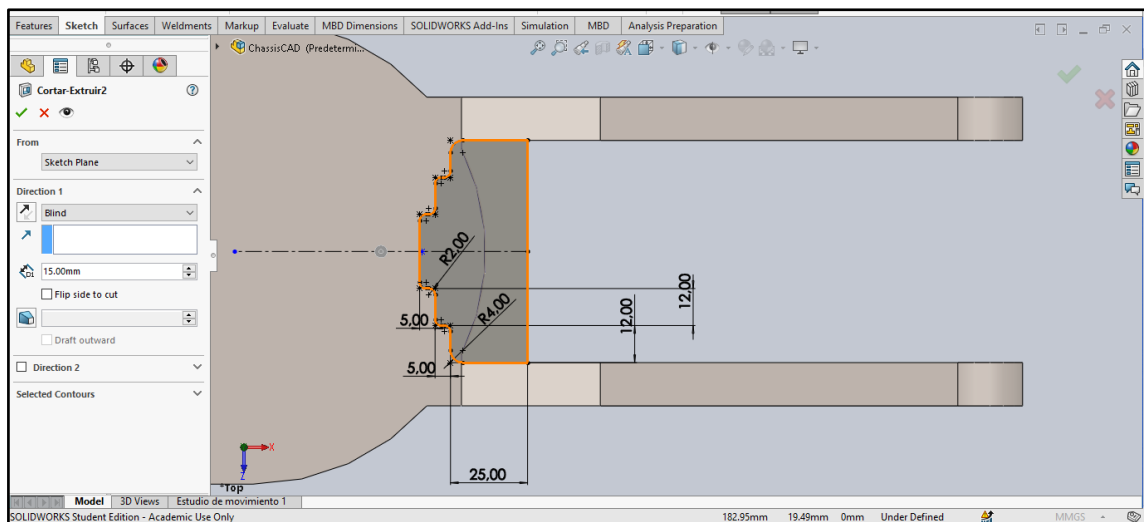 Features Sketch Surfaces Weldments Markup Evaluate MBD Dimensions SOLIDWORKS Add-Ins Simulation MBD Analysis Preparation
ChassisCAD (Predetermi...
Cortar-Extruir2
From
Sketch Plane
Direction 1
Blind
D1
15.00mm
Flip side to cut
Draft outward
Direction 2
Selected Contours
R2,00
R4,00
5,00
5,00
12,00
12,00
25,00
X
Z
*Top
Model 3D Views Estudio de movimiento 1
SOLIDWORKS Student Edition - Academic Use Only 182.95mm 19.49mm 0mm Under Defined MMGS